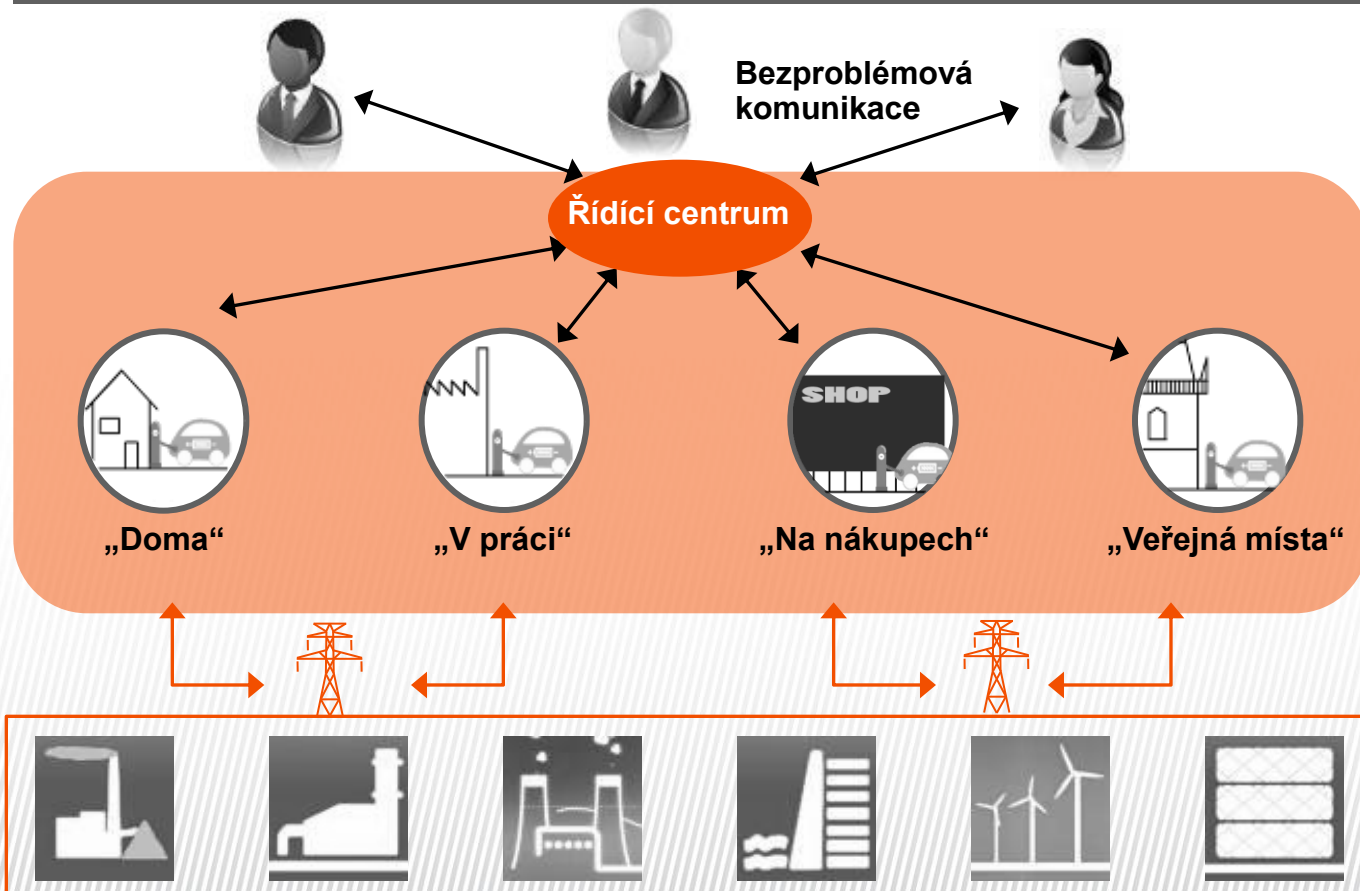 Bezproblémová
komunikace
Řídící centrum
SHOP
„Doma“
„V práci“
„Na nákupech“
„Veřejná místa“